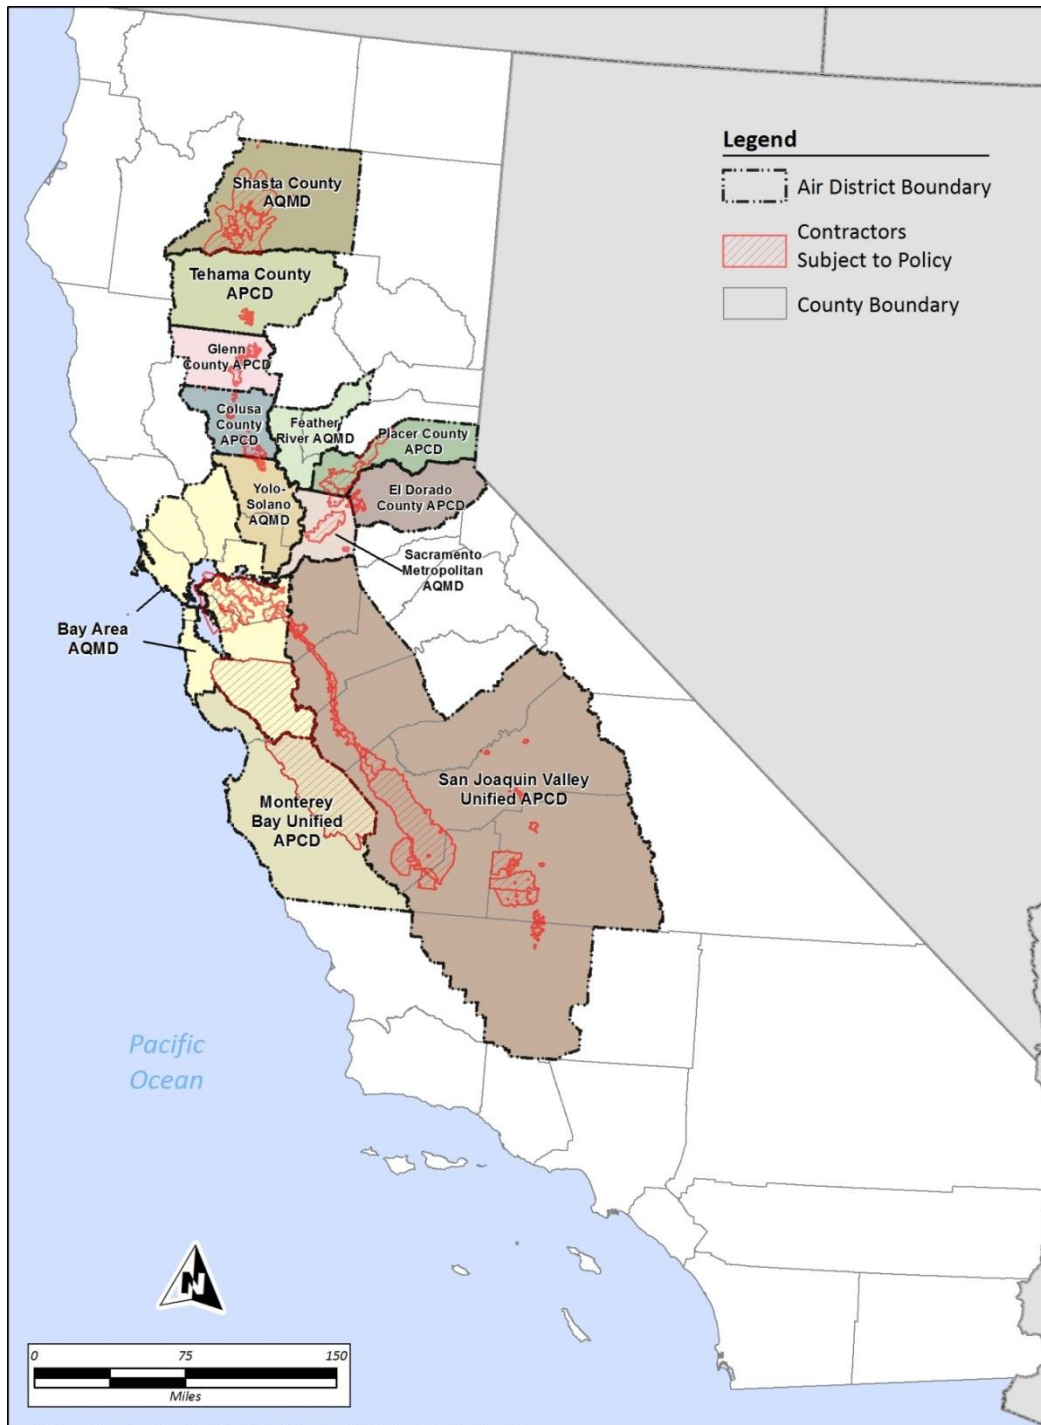 Legend
Air District Boundary
Contractors
Subject to Policy
County Boundary
Shasta County
AQMD
Tehama County
APCD
Glenn
County APCD
Colusa
County
APCD
Feather
River AQMD
Placer County
APCD
Yolo-
Solano
AQMD
El Dorado
County APCD
Sacramento
Metropolitan
AQMD
Bay Area
AQMD
San Joaquin Valley
Unified APCD
Monterey
Bay Unified
APCD
Pacific
Ocean
N
0 75 150
Miles